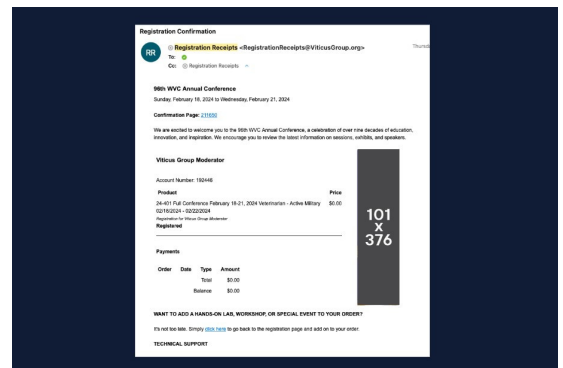 Registration Confirmation
RR
Registration Receipts <RegistrationReceipts@ViticusGroup.org>
Thursd
To:
Cc: Registration Receipts
96th WVC Annual Conference
Sunday, February 18, 2024 to Wednesday, February 21, 2024
Confirmation Page: 211650
We are excited to welcome you to the 96th WVC Annual Conference, a celebration of over nine decades of education,
innovation, and inspiration. We encourage you to review the latest information on sessions, exhibits, and speakers.
Viticus Group Moderator
Account Number: 192446
Product Price
24-401 Full Conference February 18-21, 2024 Veterinarian - Active Military $0.00
02/18/2024 - 02/22/2024
Registration for Viticus Group Moderator
Registered
Payments
Order Date Type Amount
Total $0.00
Balance $0.00
101
X
376
WANT TO ADD A HANDS-ON LAB, WORKSHOP, OR SPECIAL EVENT TO YOUR ORDER?
It's not too late. Simply click here to go back to the registration page and add on to your order.
TECHNICAL SUPPORT